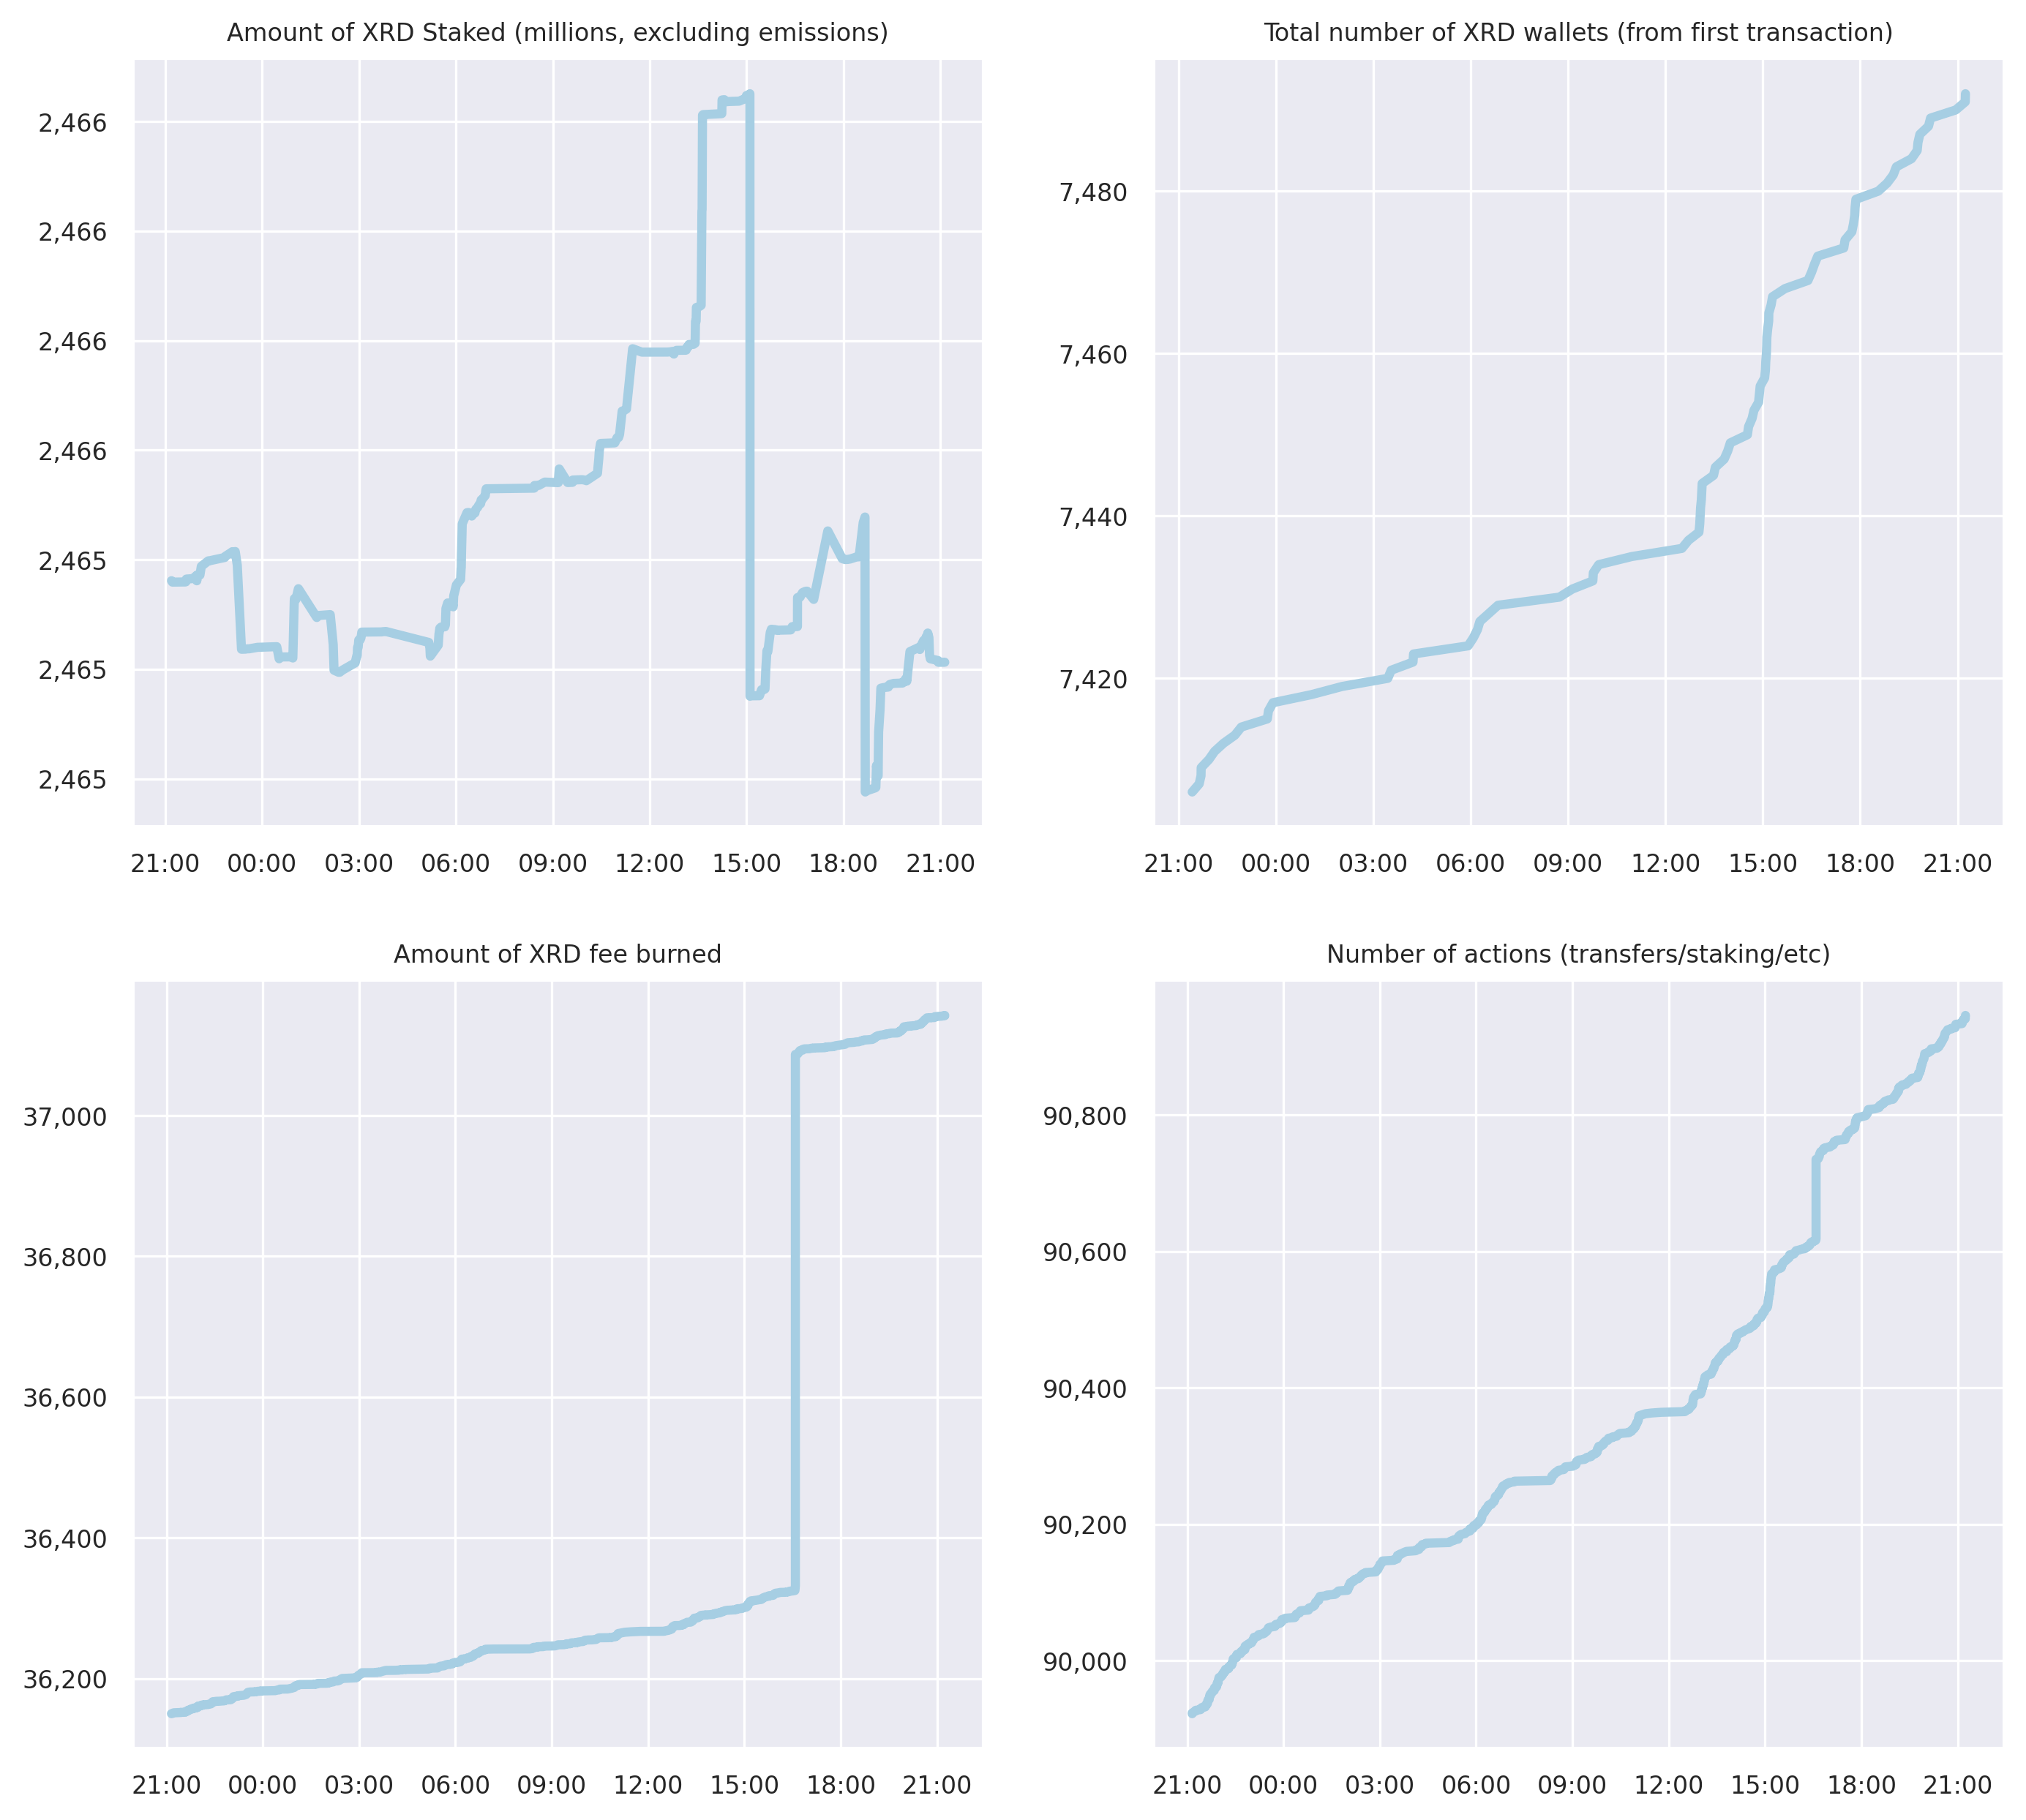 Amount of XRD Staked (millions, excluding emissions)
2,466
2,466
2,466
2,466
2,465
2,465
2,465
21:00 00:00 03:00 06:00 09:00 12:00 15:00 18:00 21:00
Total number of XRD wallets (from first transaction)
7,480
7,460
7,440
7,420
21:00 00:00 03:00 06:00 09:00 12:00 15:00 18:00 21:00
Amount of XRD fee burned
37,000
36,800
36,600
36,400
36,200
21:00 00:00 03:00 06:00 09:00 12:00 15:00 18:00 21:00
Number of actions (transfers/staking/etc)
90,800
90,600
90,400
90,200
90,000
21:00 00:00 03:00 06:00 09:00 12:00 15:00 18:00 21:00